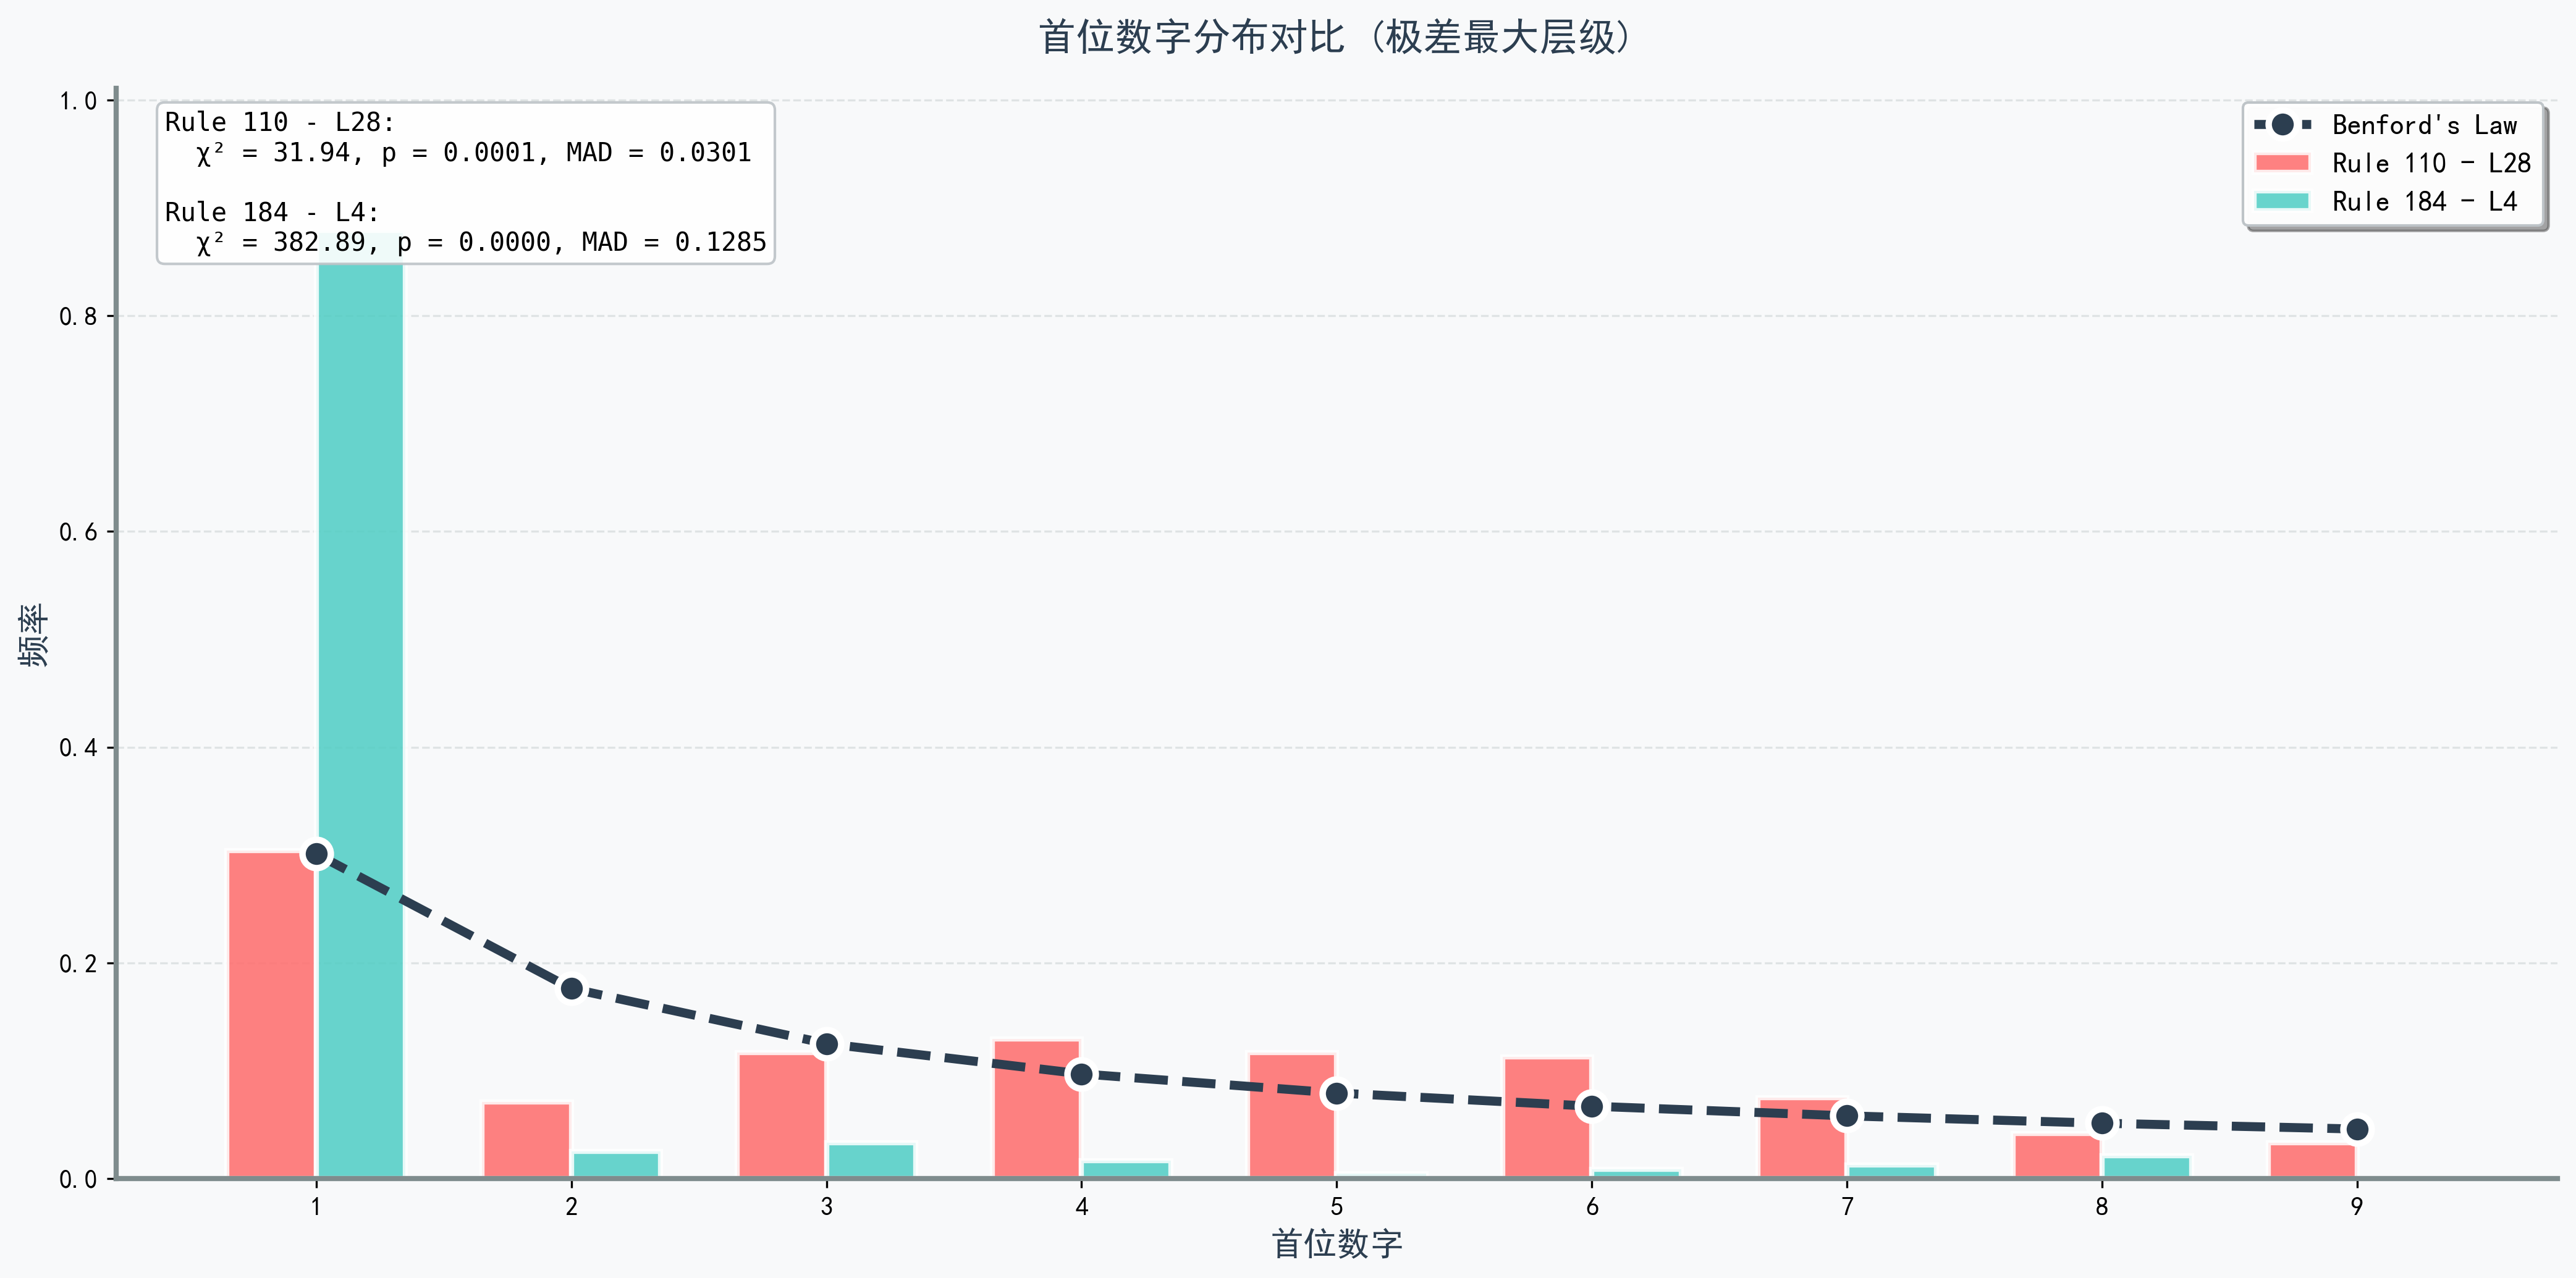 首位数字分布对比 (极差最大层级)
Rule 110 - L28:
χ² = 31.94, p = 0.0001, MAD = 0.0301
Rule 184 - L4:
χ² = 382.89, p = 0.0000, MAD = 0.1285
Benford's Law
Rule 110 - L28
Rule 184 - L4
频率
1.0
0.8
0.6
0.4
0.2
0.0
1 2 3 4 5 6 7 8 9
首位数字